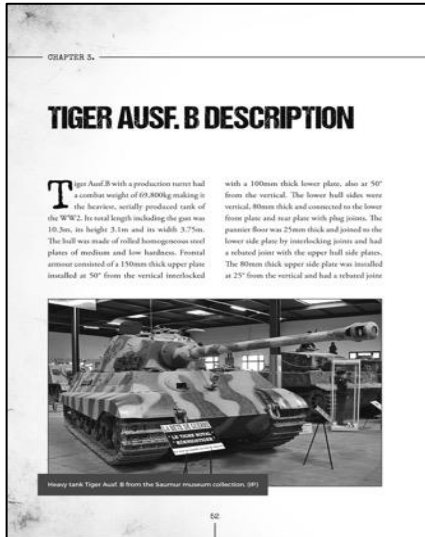 CHAPTER 3.
TIGER AUSF. B DESCRIPTION
Tiger Ausf.B with a production turret had
a combat weight of 69,800kg making it
the heaviest, serially produced tank of
the WW2. Its total length including the gun was
10.3m, its height 3.1m and its width 3.75m.
The hull was made of rolled homogeneous steel
plates of medium and low hardness. Frontal
armour consisted of a 150mm thick upper plate
installed at 50° from the vertical interlocked
with a 100mm thick lower plate, also at 50°
from the vertical. The lower hull sides were
vertical, 80mm thick and connected to the lower
front plate and rear plate with plug joints. The
pannier floor was 25mm thick and joined to the
lower side plate by interlocking joints and had
a rebated joint with the upper hull side plates.
The 80mm thick upper side plate was installed
at 25° from the vertical and had a rebated joint
LE TIGRE ROYAL
Heavy tank Tiger Ausf. B from the Saumur museum collection. (IP)
52